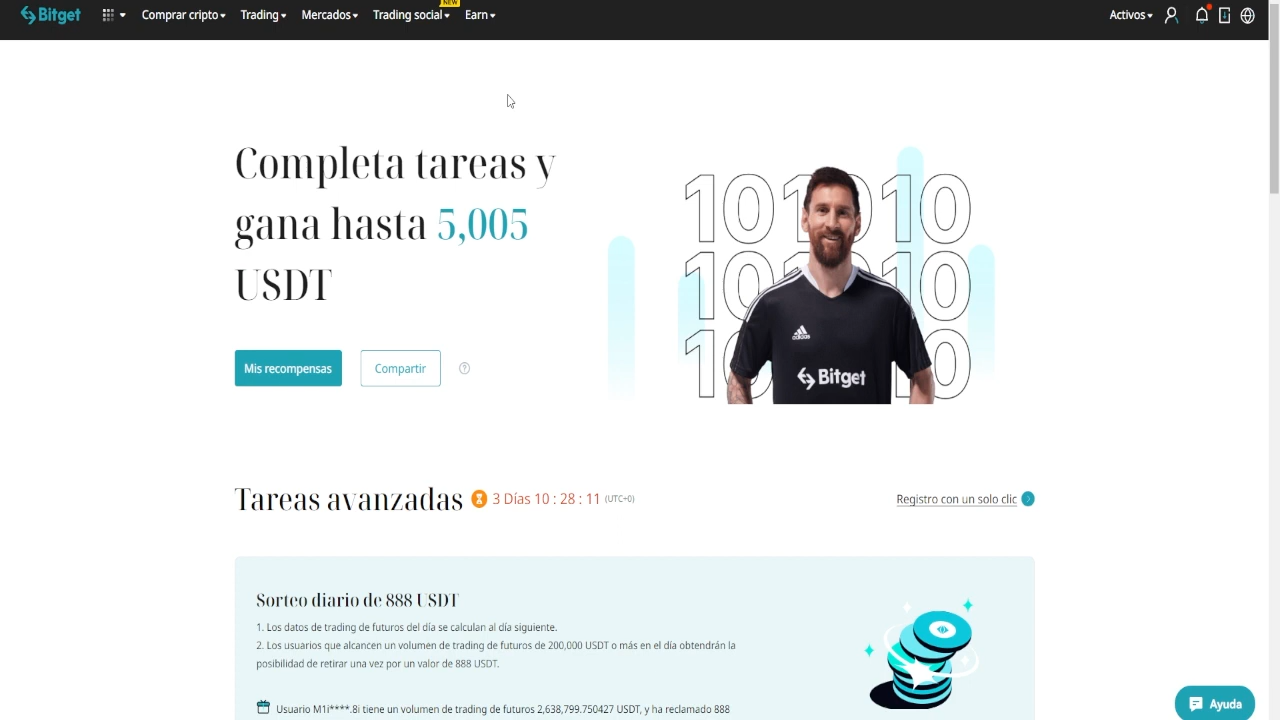 Bitget
Comprar cripto
Trading
Mercados
Trading social
NEW
Earn
Activos
Completa tareas y
gana hasta 5,005
USDT
Mis recompensas
Compartir
?
101010
101010
101010
adidas
Bitget
Tareas avanzadas
3 Días 10 : 28 : 11 (UTC+0)
Registro con un solo clic
Sorteo diario de 888 USDT
1. Los datos de trading de futuros del día se calculan al día siguiente.
2. Los usuarios que alcancen un volumen de trading de futuros de 200,000 USDT o más en el día obtendrán la
posibilidad de retirar una vez por un valor de 888 USDT.
Usuario M1i****.8i tiene un volumen de trading de futuros 2,638,799.750427 USDT, y ha reclamado 888
Ayuda